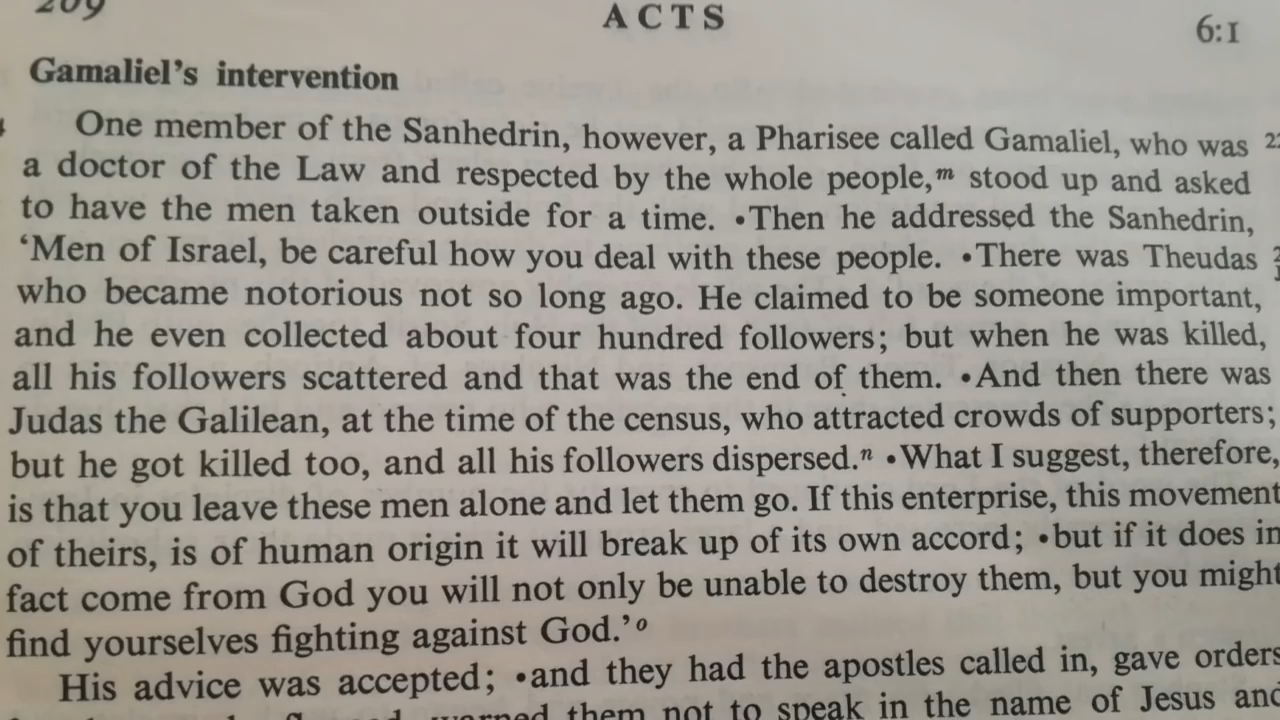 209 ACTS 6:1
Gamaliel's intervention
One member of the Sanhedrin, however, a Pharisee called Gamaliel, who was
a doctor of the Law and respected by the whole people,ᵐ stood up and asked
to have the men taken outside for a time. •Then he addressed the Sanhedrin,
‘Men of Israel, be careful how you deal with these people. •There was Theudas
who became notorious not so long ago. He claimed to be someone important,
and he even collected about four hundred followers; but when he was killed,
all his followers scattered and that was the end of them. •And then there was
Judas the Galilean, at the time of the census, who attracted crowds of supporters;
but he got killed too, and all his followers dispersed.ⁿ •What I suggest, therefore,
is that you leave these men alone and let them go. If this enterprise, this movement
of theirs, is of human origin it will break up of its own accord; •but if it does in
fact come from God you will not only be unable to destroy them, but you might
find yourselves fighting against God.’ᵒ
His advice was accepted; •and they had the apostles called in, gave orders
warned them not to speak in the name of Jesus and